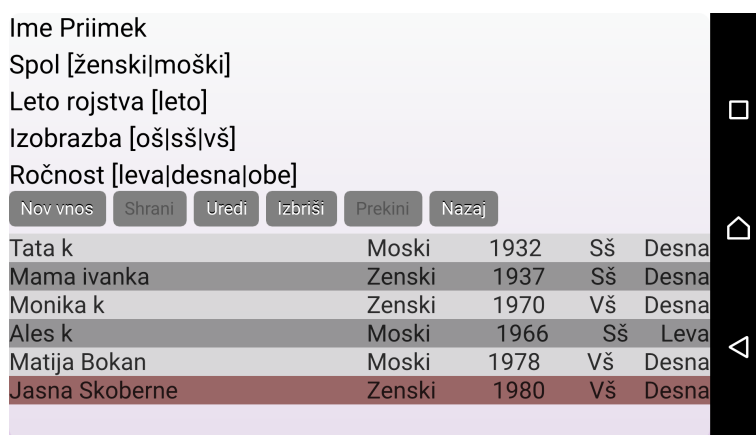 Ime Priimek
Spol [ženski|moški]
Leto rojstva [leto]
Izobrazba [oš|sš|vš]
Ročnost [leva|desna|obe]
Nov vnos Shrani Uredi Izbriši Prekini Nazaj
Tata k Moski 1932 Sš Desna
Mama ivanka Zenski 1937 Sš Desna
Monika k Zenski 1970 Vš Desna
Ales k Moski 1966 Sš Leva
Matija Bokan Moski 1978 Vš Desna
Jasna Skoberne Zenski 1980 Vš Desna